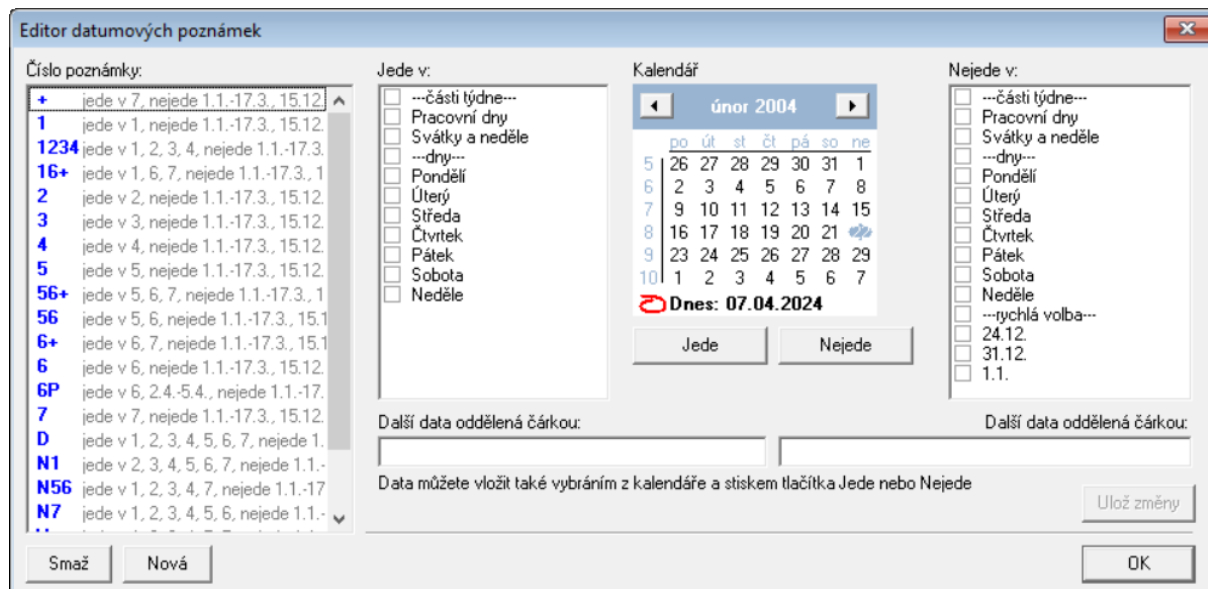 Editor datumových poznámek
Číslo poznámky:
+ jede v 7, nejede 1.1.-17.3., 15.12.
1 jede v 1, nejede 1.1.-17.3., 15.12.
1234 jede v 1, 2, 3, 4, nejede 1.1.-17.3.
16+ jede v 1, 6, 7, nejede 1.1.-17.3., 1
2 jede v 2, nejede 1.1.-17.3., 15.12.
3 jede v 3, nejede 1.1.-17.3., 15.12.
4 jede v 4, nejede 1.1.-17.3., 15.12.
5 jede v 5, nejede 1.1.-17.3., 15.12.
56+ jede v 5, 6, 7, nejede 1.1.-17.3., 1
56 jede v 5, 6, nejede 1.1.-17.3., 15.1
6+ jede v 6, 7, nejede 1.1.-17.3., 15.1
6 jede v 6, nejede 1.1.-17.3., 15.12.
6P jede v 6, 2.4.-5.4., nejede 1.1.-17.
7 jede v 7, nejede 1.1.-17.3., 15.12.
D jede v 1, 2, 3, 4, 5, 6, 7, nejede 1.
N1 jede v 2, 3, 4, 5, 6, 7, nejede 1.1.-
N56 jede v 1, 2, 3, 4, 7, nejede 1.1.-17
N7 jede v 1, 2, 3, 4, 5, 6, nejede 1.1.-
Smaž
Nová
Jede v:
---části týdne---
Pracovní dny
Svátky a neděle
---dny---
Pondělí
Úterý
Středa
Čtvrtek
Pátek
Sobota
Neděle
Kalendář
únor 2004
po út st čt pá so ne
5 26 27 28 29 30 31 1
6 2 3 4 5 6 7 8
7 9 10 11 12 13 14 15
8 16 17 18 19 20 21
9 23 24 25 26 27 28 29
10 1 2 3 4 5 6 7
Dnes: 07.04.2024
Jede
Nejede
Nejede v:
---části týdne---
Pracovní dny
Svátky a neděle
---dny---
Pondělí
Úterý
Středa
Čtvrtek
Pátek
Sobota
Neděle
---rychlá volba---
24.12.
31.12.
1.1.
Další data oddělená čárkou:
Další data oddělená čárkou:
Data můžete vložit také vybráním z kalendáře a stiskem tlačítka Jede nebo Nejede
Ulož změny
OK